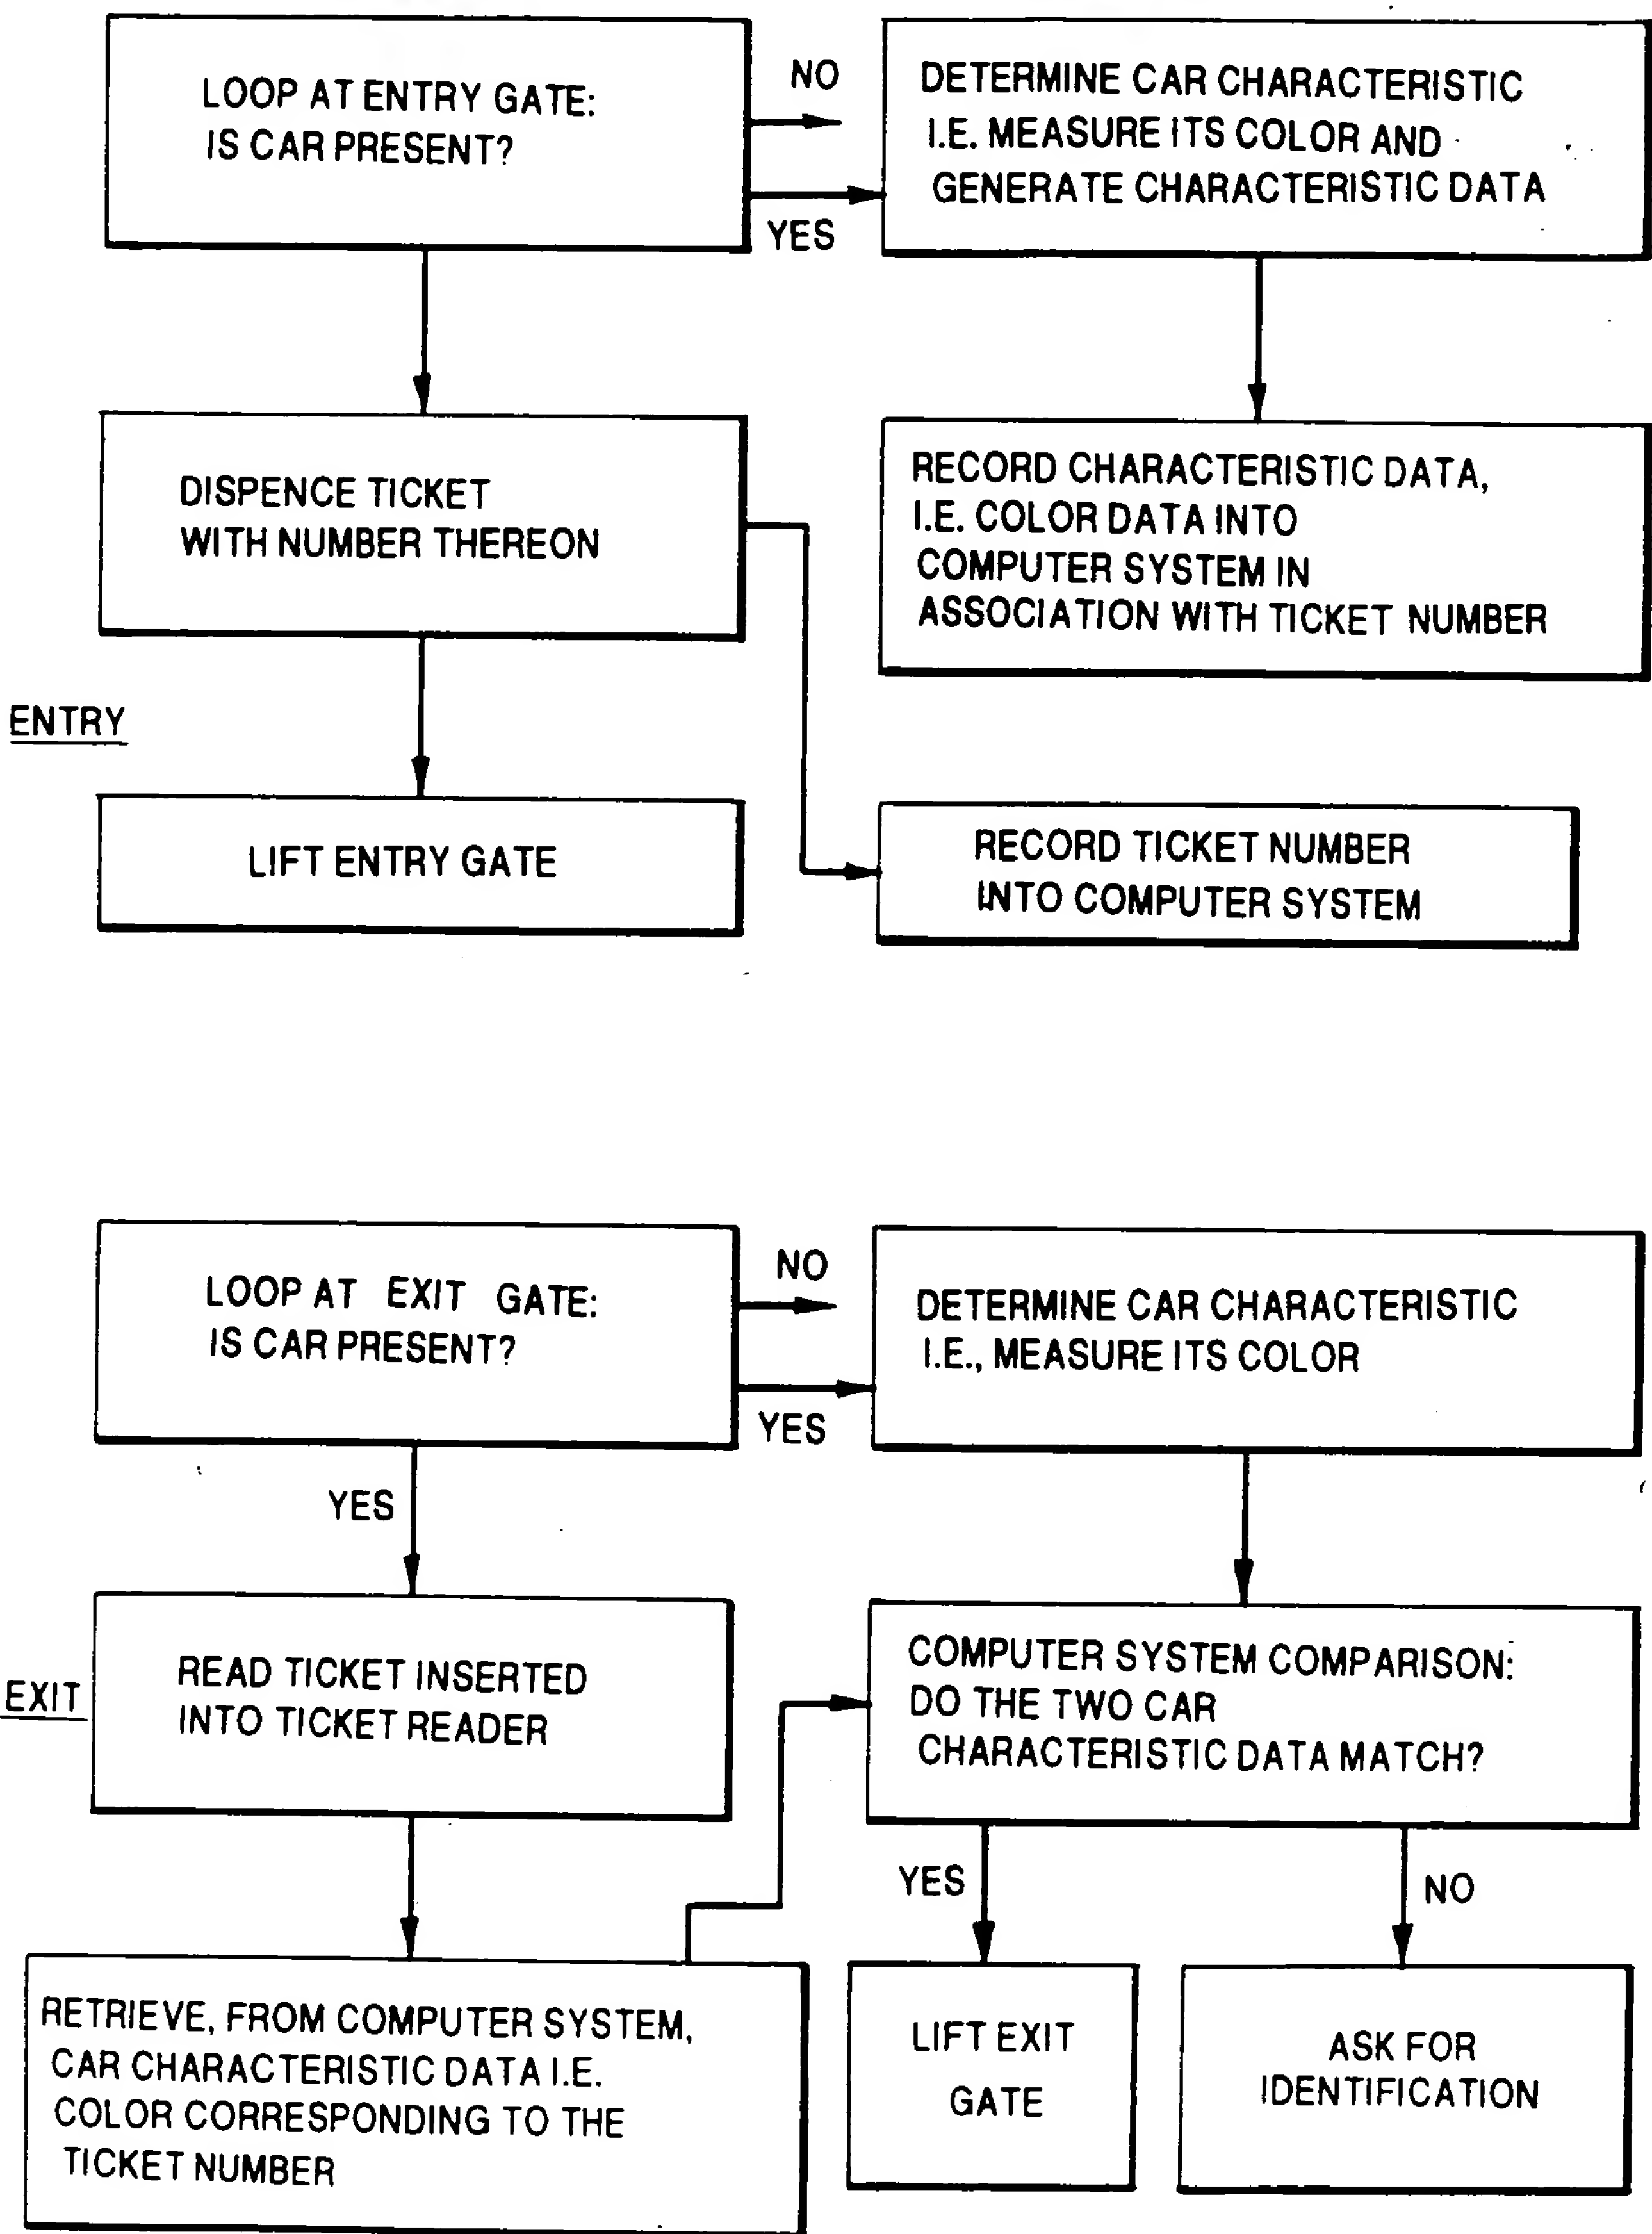 LOOP AT ENTRY GATE:
IS CAR PRESENT?
NO
YES
DETERMINE CAR CHARACTERISTIC
I.E. MEASURE ITS COLOR AND
GENERATE CHARACTERISTIC DATA
DISPENCE TICKET
WITH NUMBER THEREON
RECORD CHARACTERISTIC DATA,
I.E. COLOR DATA INTO
COMPUTER SYSTEM IN
ASSOCIATION WITH TICKET NUMBER
ENTRY
LIFT ENTRY GATE
RECORD TICKET NUMBER
INTO COMPUTER SYSTEM
LOOP AT EXIT GATE:
IS CAR PRESENT?
NO
YES
DETERMINE CAR CHARACTERISTIC
I.E., MEASURE ITS COLOR
YES
EXIT
READ TICKET INSERTED
INTO TICKET READER
COMPUTER SYSTEM COMPARISON:
DO THE TWO CAR
CHARACTERISTIC DATA MATCH?
YES
NO
RETRIEVE, FROM COMPUTER SYSTEM,
CAR CHARACTERISTIC DATA I.E.
COLOR CORRESPONDING TO THE
TICKET NUMBER
LIFT EXIT
GATE
ASK FOR
IDENTIFICATION